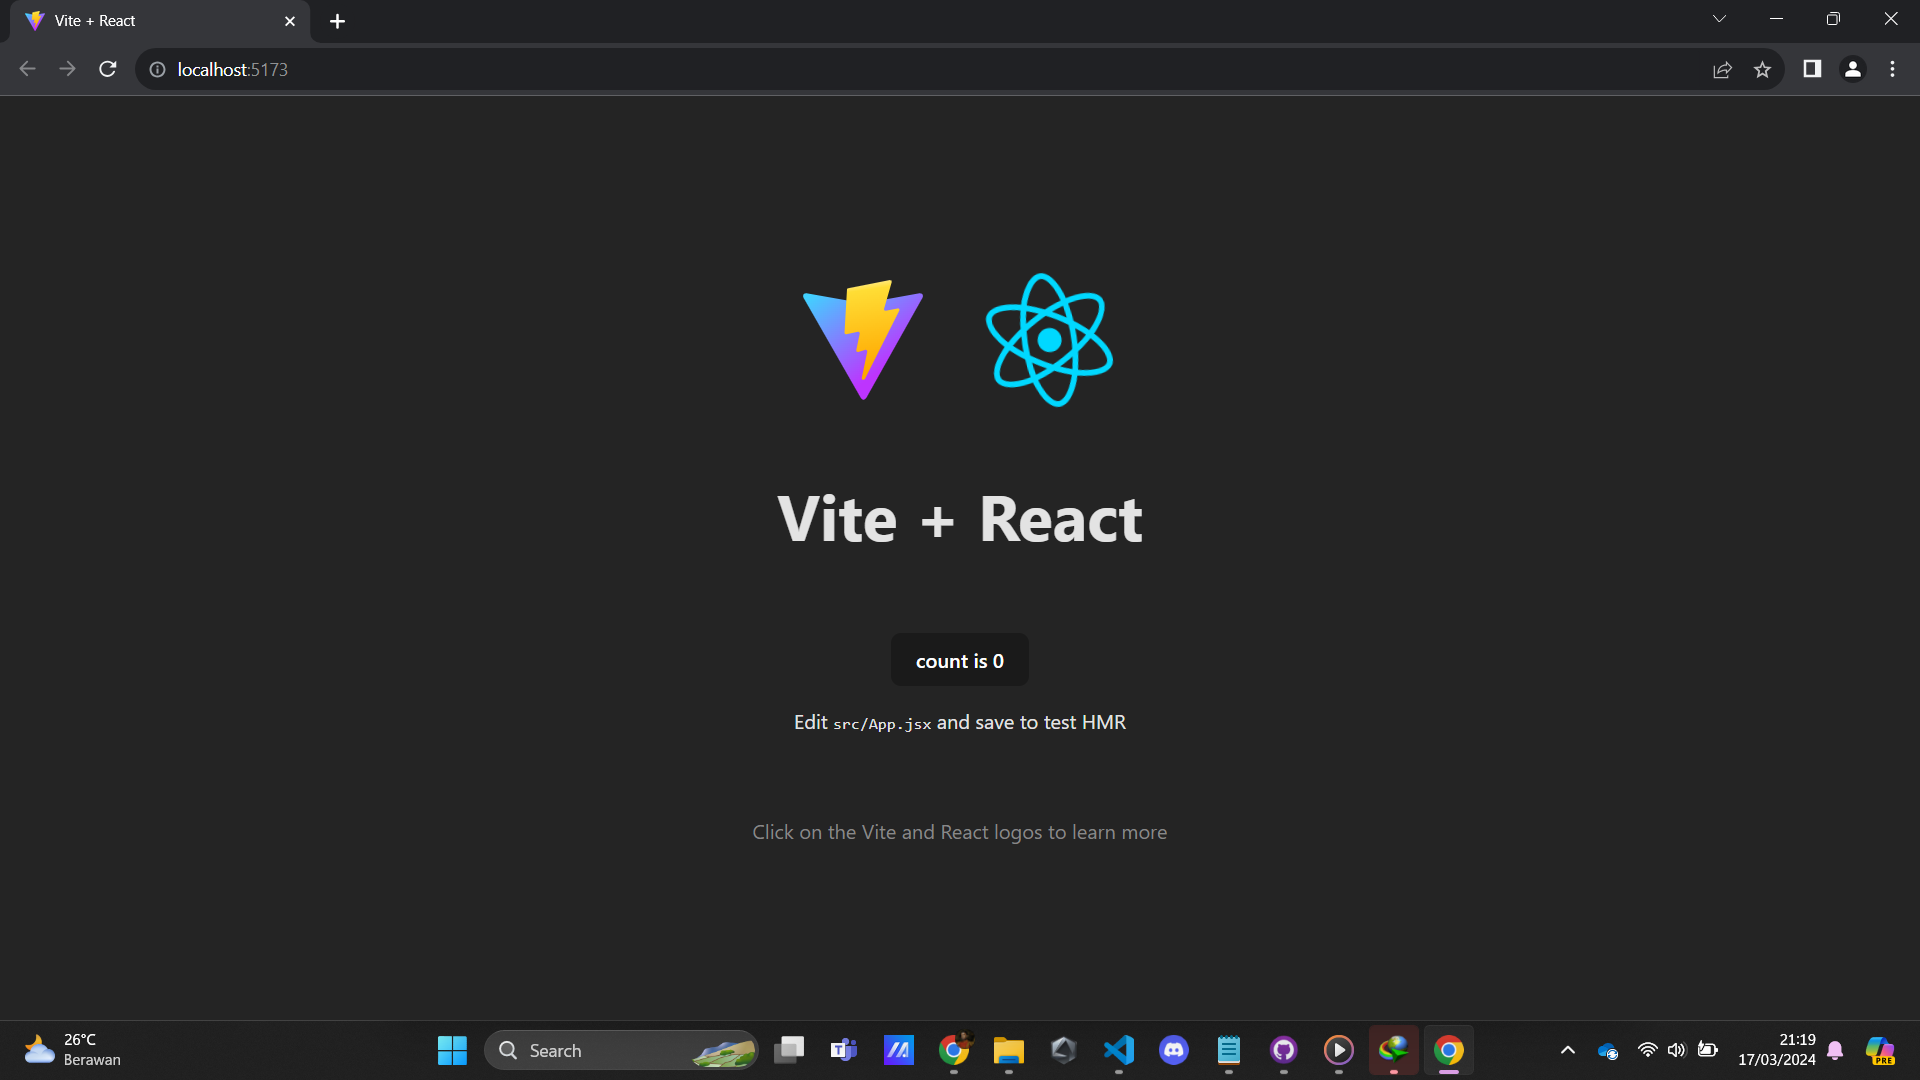 Vite + React
localhost:5173
Vite + React
count is 0
Edit src/App.jsx and save to test HMR
Click on the Vite and React logos to learn more
26°C
Berawan
Search
21:19
17/03/2024
PRE